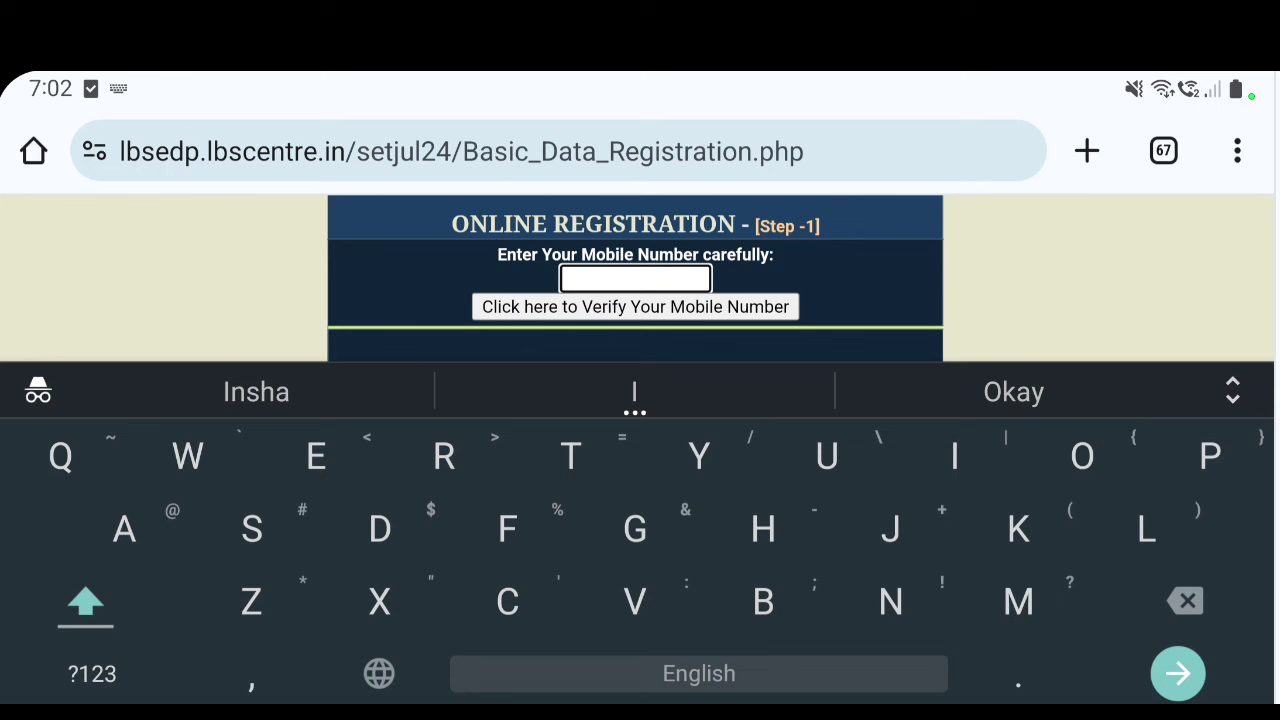 7:02
2
lbsedp.lbscentre.in/setjul24/Basic_Data_Registration.php
67
ONLINE REGISTRATION - [Step -1]
Enter Your Mobile Number carefully:
Click here to Verify Your Mobile Number
Insha I Okay
~ ` < > = / \ | { }
Q W E R T Y U I O P
@ # $ % & - + ( )
A S D F G H J K L
* " ' : ; ! ?
Z X C V B N M
?123 , English .